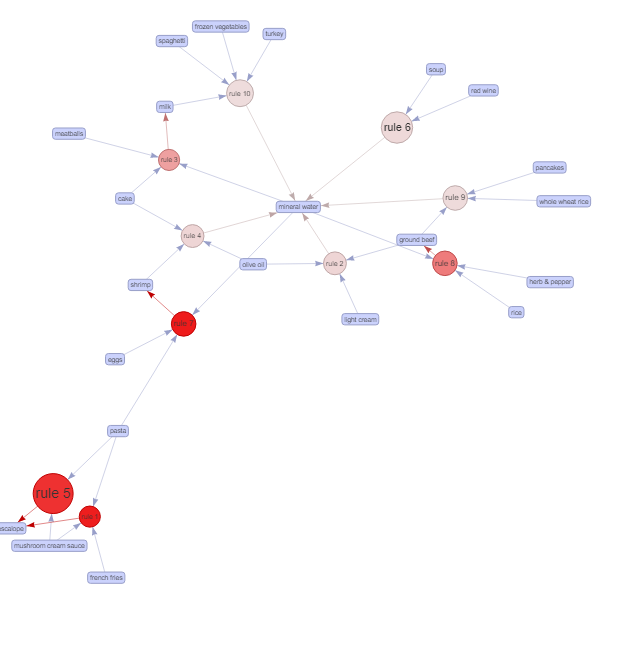 frozen vegetables
turkey
spaghetti
soup
red wine
rule 10
milk
rule 6
meatballs
rule 3
pancakes
cake
rule 9
whole wheat rice
mineral water
rule 4
ground beef
olive oil
rule 2
rule 8
shrimp
herb & pepper
rice
light cream
rule 7
eggs
pasta
rule 5
rule 1
escalope
mushroom cream sauce
french fries